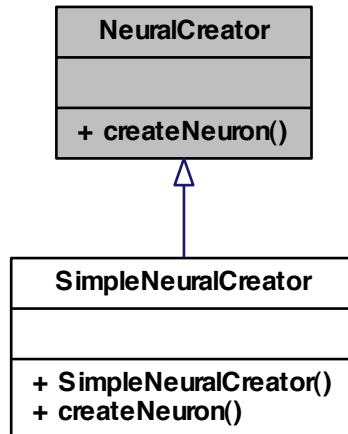 NeuralCreator
+ createNeuron()
SimpleNeuralCreator
+ SimpleNeuralCreator()
+ createNeuron()